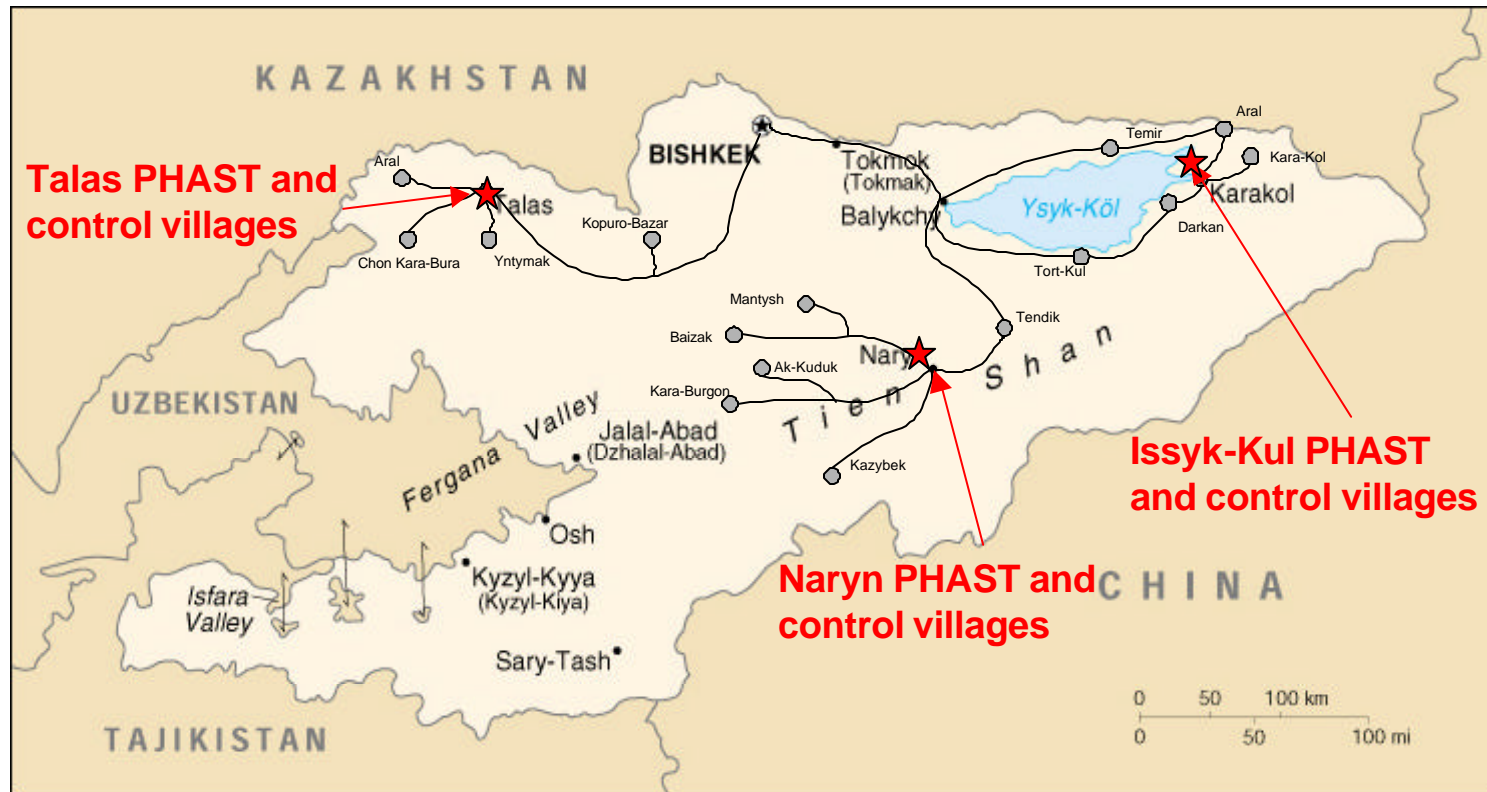 KAZAKHSTAN
Aral
Temir
BISHKEK
Tokmok
(Tokmak)
Kara-Kol
Talas PHAST and
control villages
Aral
Talas
Karakol
Balykchy
Ysyk-Köl
Darkan
Kopuro-Bazar
Chon Kara-Bura
Yntymak
Tort-Kul
Mantysh
Tendik
Baizak
Nary
Ak-Kuduk
Kara-Burgon
Tien Shan
UZBEKISTAN
Fergana Valley
Jalal-Abad
(Dzhalal-Abad)
Kazybek
Issyk-Kul PHAST
and control villages
Osh
Kyzyl-Kyya
(Kyzyl-Kiya)
Naryn PHAST and
control villages
CHINA
Isfara
Valley
Sary-Tash
TAJIKISTAN
0 50 100 km
0 50 100 mi